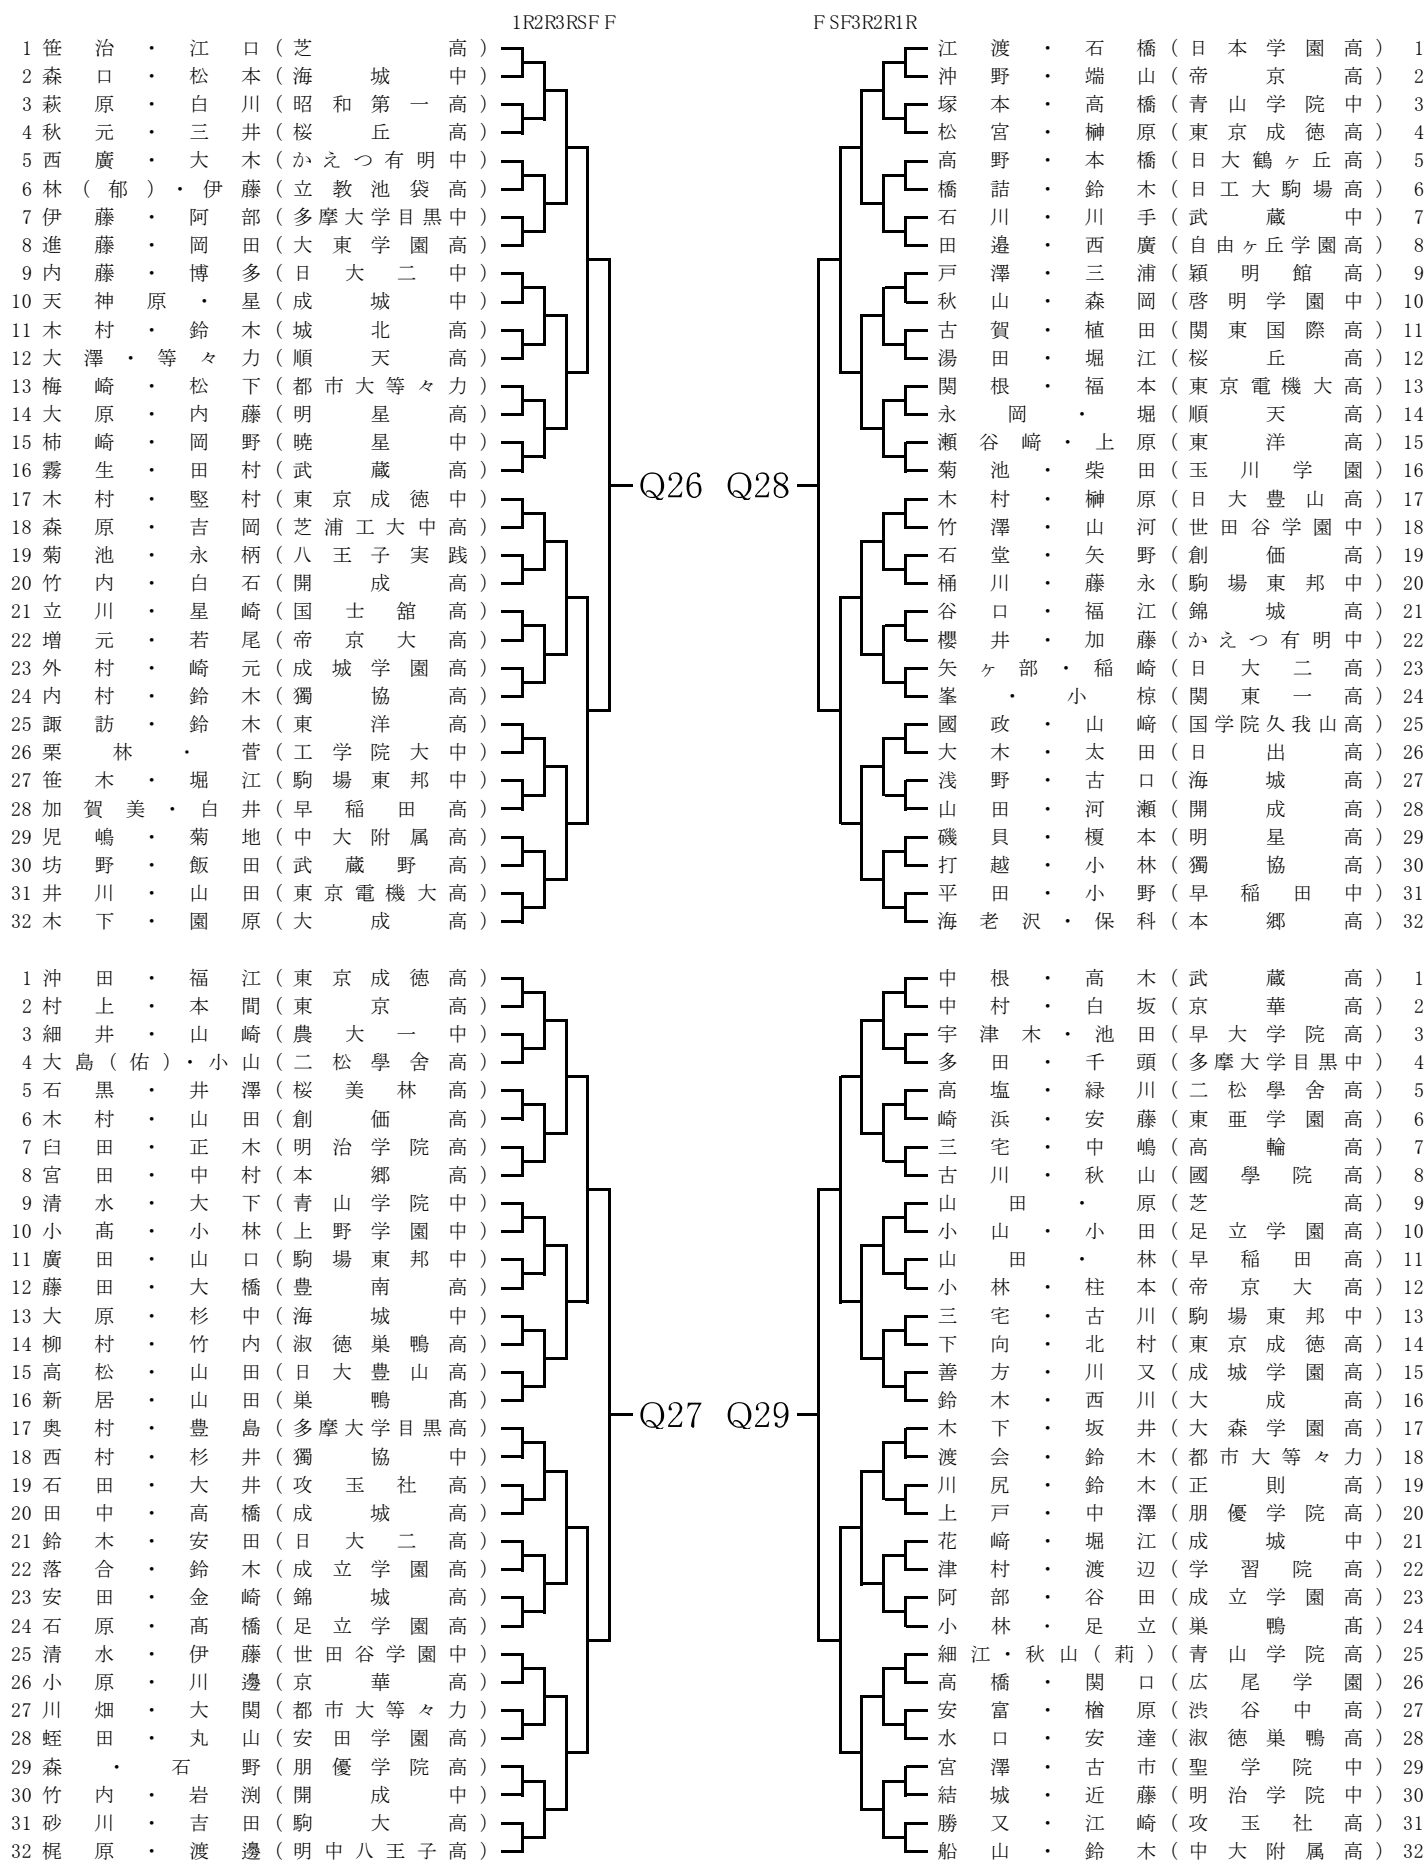 1R2R3RSF F
1 笹治・江口(芝高)
2 森口・松本(海城中)
3 萩原・白川(昭和第一高)
4 秋元・三井(桜丘高)
5 西廣・大木(かえつ有明中)
6 林(郁)・伊藤(立教池袋高)
7 伊藤・阿部(多摩大学目黒中)
8 進藤・岡田(大東学園高)
9 内藤・博多(日大二中)
10 天神原・星(成城中)
11 木村・鈴木(城北高)
12 大澤・等々力(順天高)
13 梅崎・松下(都市大等々力)
14 大原・内藤(明星高)
15 柿崎・岡野(暁星中)
16 霧生・田村(武蔵高)
17 木村・堅村(東京成徳中)
18 森原・吉岡(芝浦工大中高)
19 菊池・永柄(八王子実践)
20 竹内・白石(開成高)
21 立川・星崎(国士舘高)
22 増元・若尾(帝京大高)
23 外村・崎元(成城学園高)
24 内村・鈴木(獨協高)
25 諏訪・鈴木(東洋高)
26 栗林・菅(工学院大中)
27 笹木・堀江(駒場東邦中)
28 加賀美・白井(早稲田高)
29 児嶋・菊地(中大附属高)
30 坊野・飯田(武蔵野高)
31 井川・山田(東京電機大高)
32 木下・園原(大成高)
Q26
F SF3R2R1R
江渡・石橋(日本学園高) 1
沖野・端山(帝京高) 2
塚本・高橋(青山学院中) 3
松宮・榊原(東京成徳高) 4
高野・本橋(日大鶴ヶ丘高) 5
橋詰・鈴木(日工大駒場高) 6
石川・川手(武蔵中) 7
田邉・西廣(自由ヶ丘学園高) 8
戸澤・三浦(穎明館高) 9
秋山・森岡(啓明学園中) 10
古賀・植田(関東国際高) 11
湯田・堀江(桜丘高) 12
関根・福本(東京電機大高) 13
永岡・堀(順天高) 14
瀬谷﨑・上原(東洋高) 15
菊池・柴田(玉川学園) 16
木村・榊原(日大豊山高) 17
竹澤・山河(世田谷学園中) 18
石堂・矢野(創価高) 19
桶川・藤永(駒場東邦中) 20
谷口・福江(錦城高) 21
櫻井・加藤(かえつ有明中) 22
矢ヶ部・稲崎(日大二高) 23
峯・小椋(関東一高) 24
國政・山﨑(国学院久我山高) 25
大木・太田(日出高) 26
浅野・古口(海城高) 27
山田・河瀬(開成高) 28
磯貝・榎本(明星高) 29
打越・小林(獨協高) 30
平田・小野(早稲田中) 31
海老沢・保科(本郷高) 32
Q28
1 沖田・福江(東京成徳高)
2 村上・本間(東京高)
3 細井・山崎(農大一中)
4 大島(佑)・小山(二松學舍高)
5 石黒・井澤(桜美林高)
6 木村・山田(創価高)
7 臼田・正木(明治学院高)
8 宮田・中村(本郷高)
9 清水・大下(青山学院中)
10 小髙・小林(上野学園中)
11 廣田・山口(駒場東邦中)
12 藤田・大橋(豊南高)
13 大原・杉中(海城中)
14 柳村・竹内(淑徳巣鴨高)
15 高松・山田(日大豊山高)
16 新居・山田(巣鴨髙)
17 奥村・豊島(多摩大学目黒高)
18 西村・杉井(獨協中)
19 石田・大井(攻玉社高)
20 田中・高橋(成城高)
21 鈴木・安田(日大二高)
22 落合・鈴木(成立学園高)
23 安田・金崎(錦城高)
24 石原・髙橋(足立学園高)
25 清水・伊藤(世田谷学園中)
26 小原・川邊(京華高)
27 川畑・大関(都市大等々力)
28 蛭田・丸山(安田学園高)
29 森・石野(朋優学院高)
30 竹内・岩渕(開成中)
31 砂川・吉田(駒大高)
32 梶原・渡邊(明中八王子高)
Q27
中根・高木(武蔵高) 1
中村・白坂(京華高) 2
宇津木・池田(早大学院高) 3
多田・千頭(多摩大学目黒中) 4
高塩・緑川(二松學舍高) 5
崎浜・安藤(東亜学園高) 6
三宅・中嶋(高輪高) 7
古川・秋山(國學院高) 8
山田・原(芝高) 9
小山・小田(足立学園高) 10
山田・林(早稲田高) 11
小林・柱本(帝京大高) 12
三宅・古川(駒場東邦中) 13
下向・北村(東京成徳高) 14
善方・川又(成城学園高) 15
鈴木・西川(大成高) 16
木下・坂井(大森学園高) 17
渡会・鈴木(都市大等々力) 18
川尻・鈴木(正則高) 19
上戸・中澤(朋優学院高) 20
花﨑・堀江(成城中) 21
津村・渡辺(学習院高) 22
阿部・谷田(成立学園高) 23
小林・足立(巣鴨髙) 24
細江・秋山(莉)(青山学院高) 25
高橋・関口(広尾学園) 26
安富・楢原(渋谷中高) 27
水口・安達(淑徳巣鴨高) 28
宮澤・古市(聖学院中) 29
結城・近藤(明治学院中) 30
勝又・江崎(攻玉社高) 31
船山・鈴木(中大附属高) 32
Q29